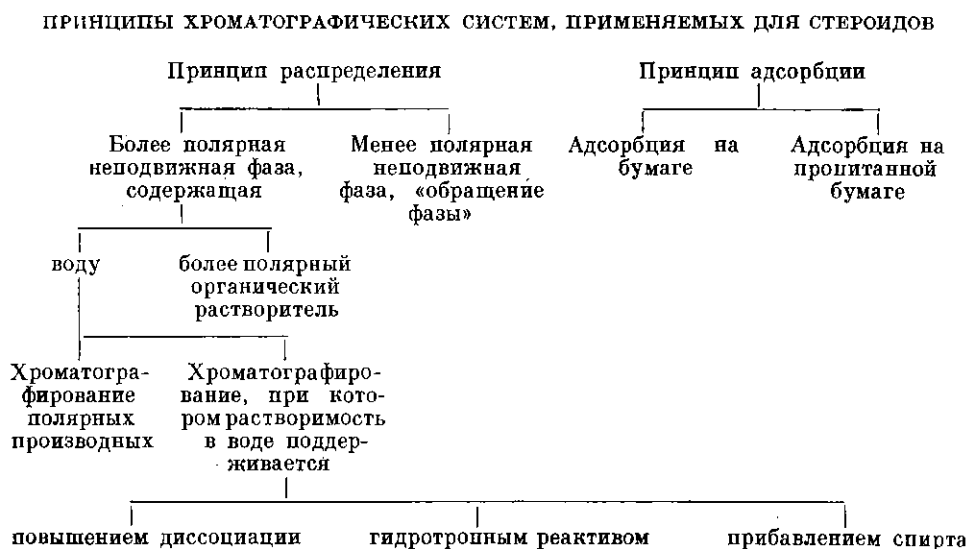 ПРИНЦИПЫ ХРОМАТОГРАФИЧЕСКИХ СИСТЕМ, ПРИМЕНЯЕМЫХ ДЛЯ СТЕРОИДОВ
Принцип распределения
Принцип адсорбции
Более полярная
неподвижная фаза,
содержащая
Менее полярная
неподвижная
фаза, «обращение
фазы»
Адсорбция на
бумаге
Адсорбция на
пропитанной
бумаге
воду
более полярный
органический
растворитель
Хроматогра-
фирование
полярных
производных
Хроматографиро-
вание, при кото-
ром растворимость
в воде поддер-
живается
повышением диссоциации
гидротропным реактивом
прибавлением спирта